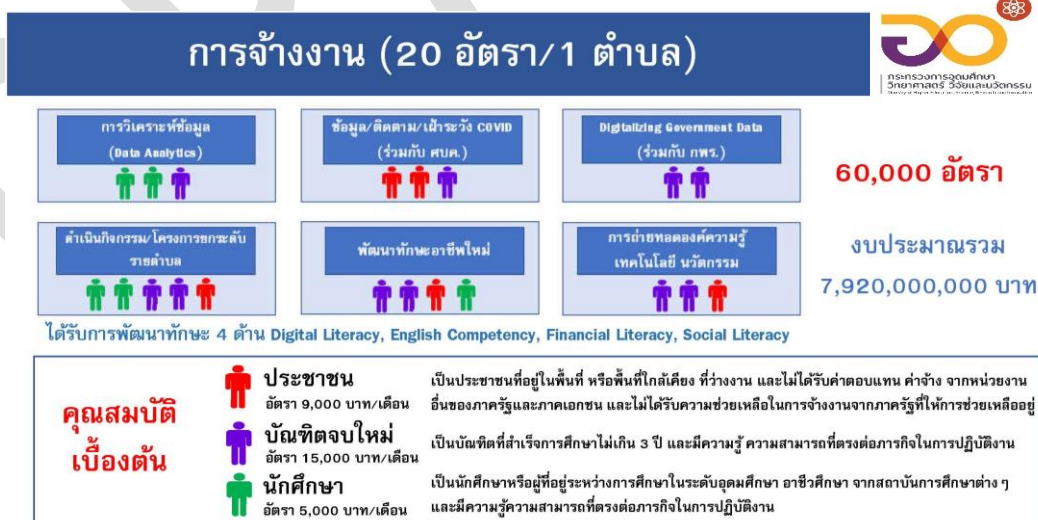 การจ้างงาน (20 อัตรา/1 ตำบล)
กระทรวงการอุดมศึกษา
วิทยาศาสตร์ วิจัยและนวัตกรรม
การวิเคราะห์ข้อมูล
(Data Analytics)
ข้อมูล/ติดตาม/เฝ้าระวัง COVID
(ร่วมกับ ศบค.)
Digitalizing Government Data
(ร่วมกับ กพร.)
60,000 อัตรา
ดำเนินกิจกรรม/โครงการยกระดับ
รายตำบล
พัฒนาทักษะอาชีพใหม่
การถ่ายทอดองค์ความรู้
เทคโนโลยี นวัตกรรม
งบประมาณรวม
7,920,000,000 บาท
ได้รับการพัฒนาทักษะ 4 ด้าน Digital Literacy, English Competency, Financial Literacy, Social Literacy
คุณสมบัติ
เบื้องต้น
ประชาชน
อัตรา 9,000 บาท/เดือน
เป็นประชาชนที่อยู่ในพื้นที่ หรือพื้นที่ใกล้เคียง ที่ว่างงาน และไม่ได้รับค่าตอบแทน ค่าจ้าง จากหน่วยงาน
อื่นของภาครัฐและภาคเอกชน และไม่ได้รับความช่วยเหลือในการจ้างงานจากภาครัฐที่ให้การช่วยเหลืออยู่
บัณฑิตจบใหม่
อัตรา 15,000 บาท/เดือน
เป็นบัณฑิตที่สำเร็จการศึกษาไม่เกิน 3 ปี และมีความรู้ ความสามารถที่ตรงต่อภารกิจในการปฏิบัติงาน
นักศึกษา
อัตรา 5,000 บาท/เดือน
เป็นนักศึกษาหรือผู้ที่อยู่ระหว่างการศึกษาในระดับอุดมศึกษา อาชีวศึกษา จากสถาบันการศึกษาต่าง ๆ
และมีความรู้ความสามารถที่ตรงต่อภารกิจในการปฏิบัติงาน